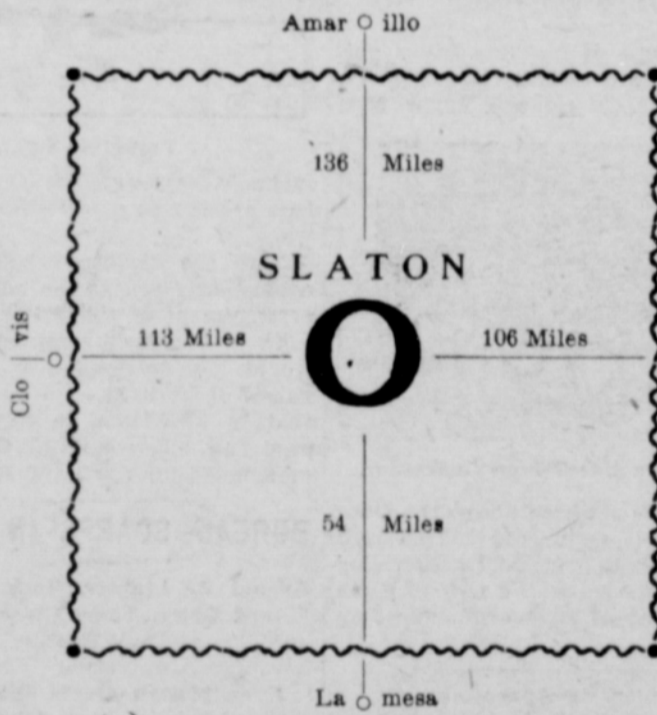 Amar illo
136 Miles
SLATON
O
Clo vis
113 Miles
106 Miles
54 Miles
La mesa